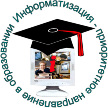 Информатизация - приоритетное направление в образовании